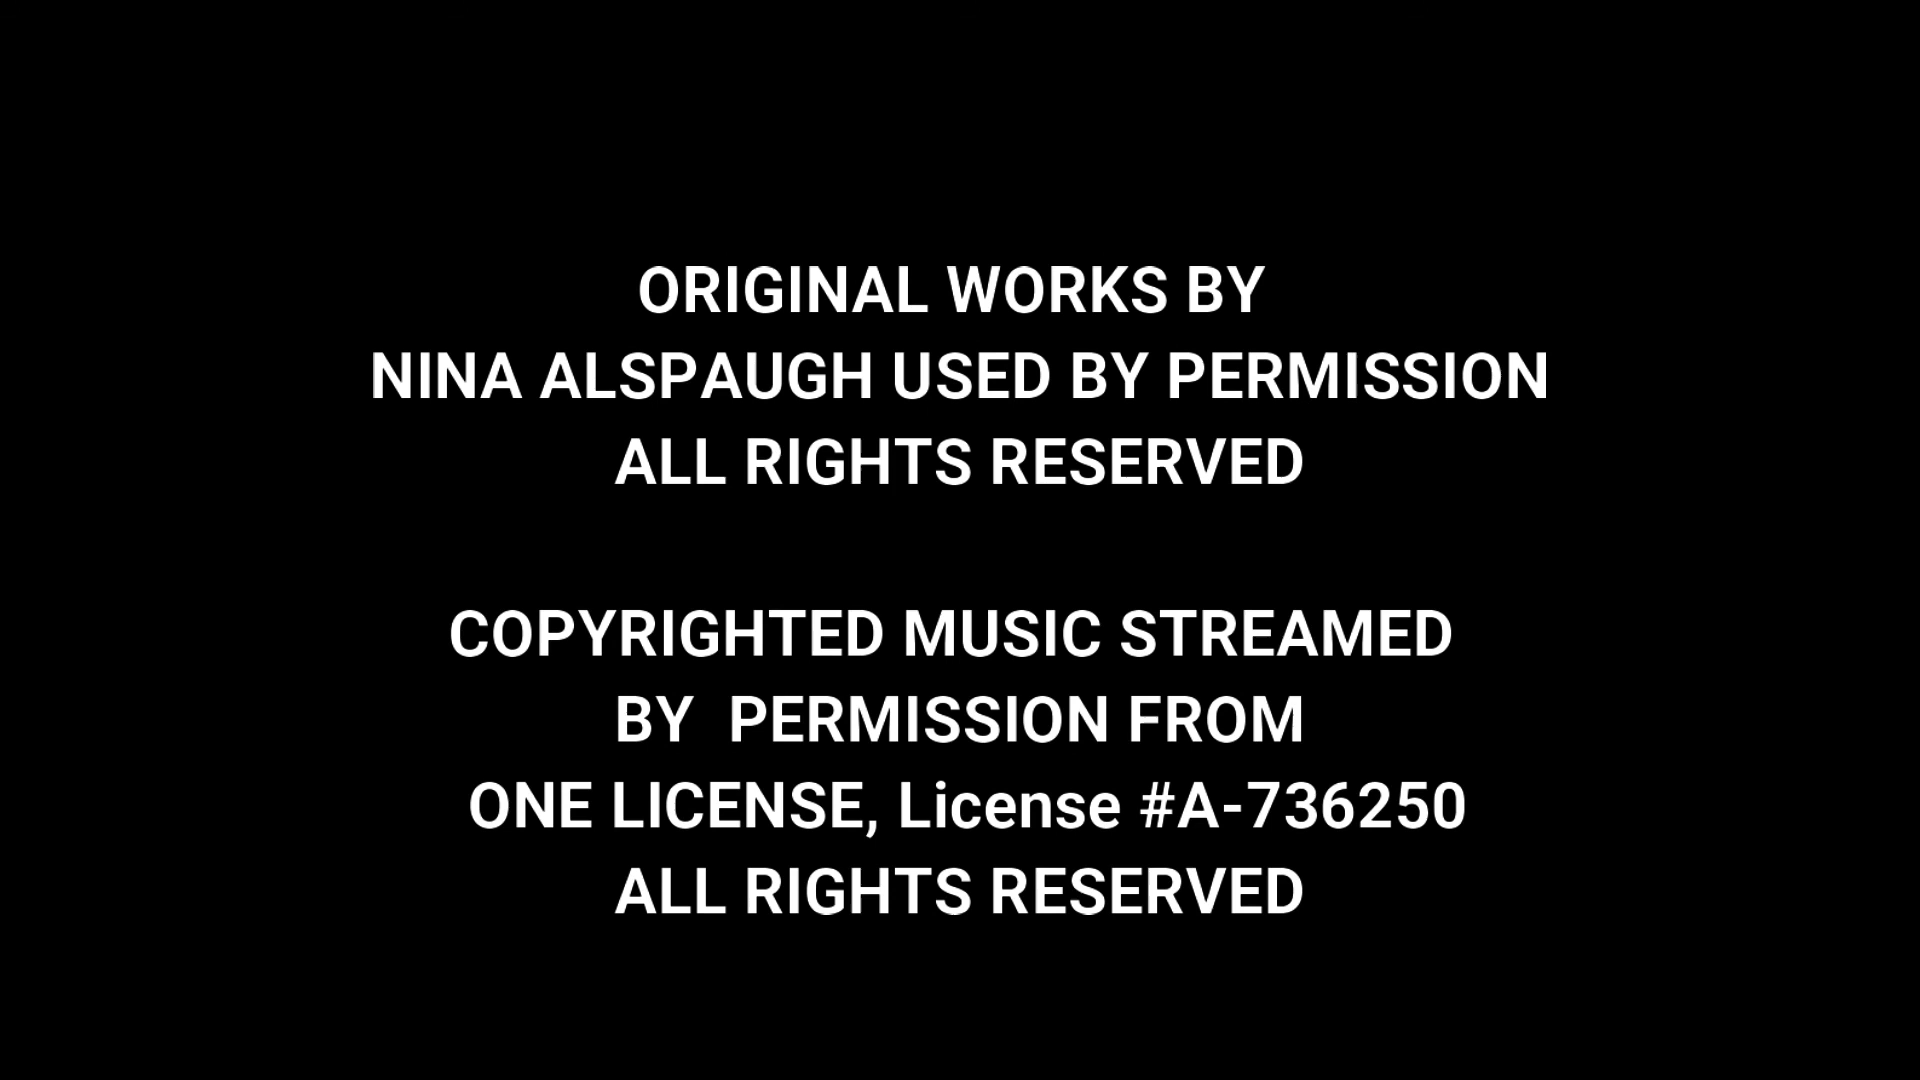 ORIGINAL WORKS BY
NINA ALSPAUGH USED BY PERMISSION
ALL RIGHTS RESERVED
COPYRIGHTED MUSIC STREAMED
BY  PERMISSION FROM
ONE LICENSE, License #A-736250
ALL RIGHTS RESERVED